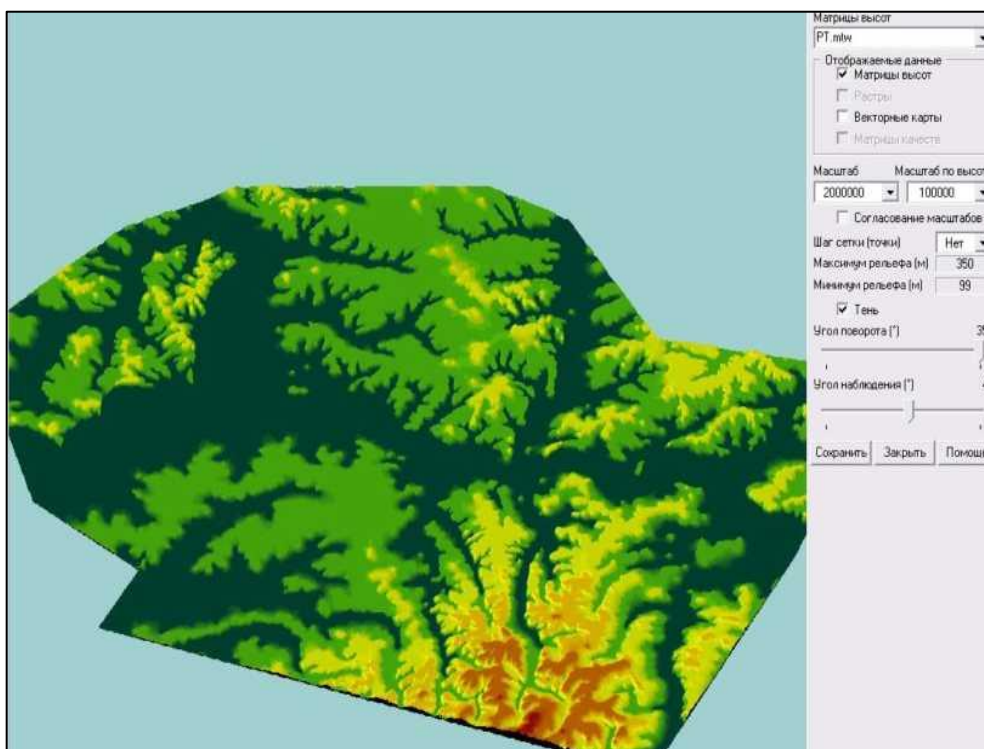 Матрицы высот
PT.mtw
Отображаемые данные
Матрицы высот
Растры
Векторные карты
Матрицы качеств
Масштаб Масштаб по высот
2000000 100000
Согласование масштабов
Шаг сетки (точки) Нет
Максимум рельефа (м) 350
Минимум рельефа (м) 99
Тень
Угол поворота (°)
Угол наблюдения (°)
Сохранить Закрыть Помощь